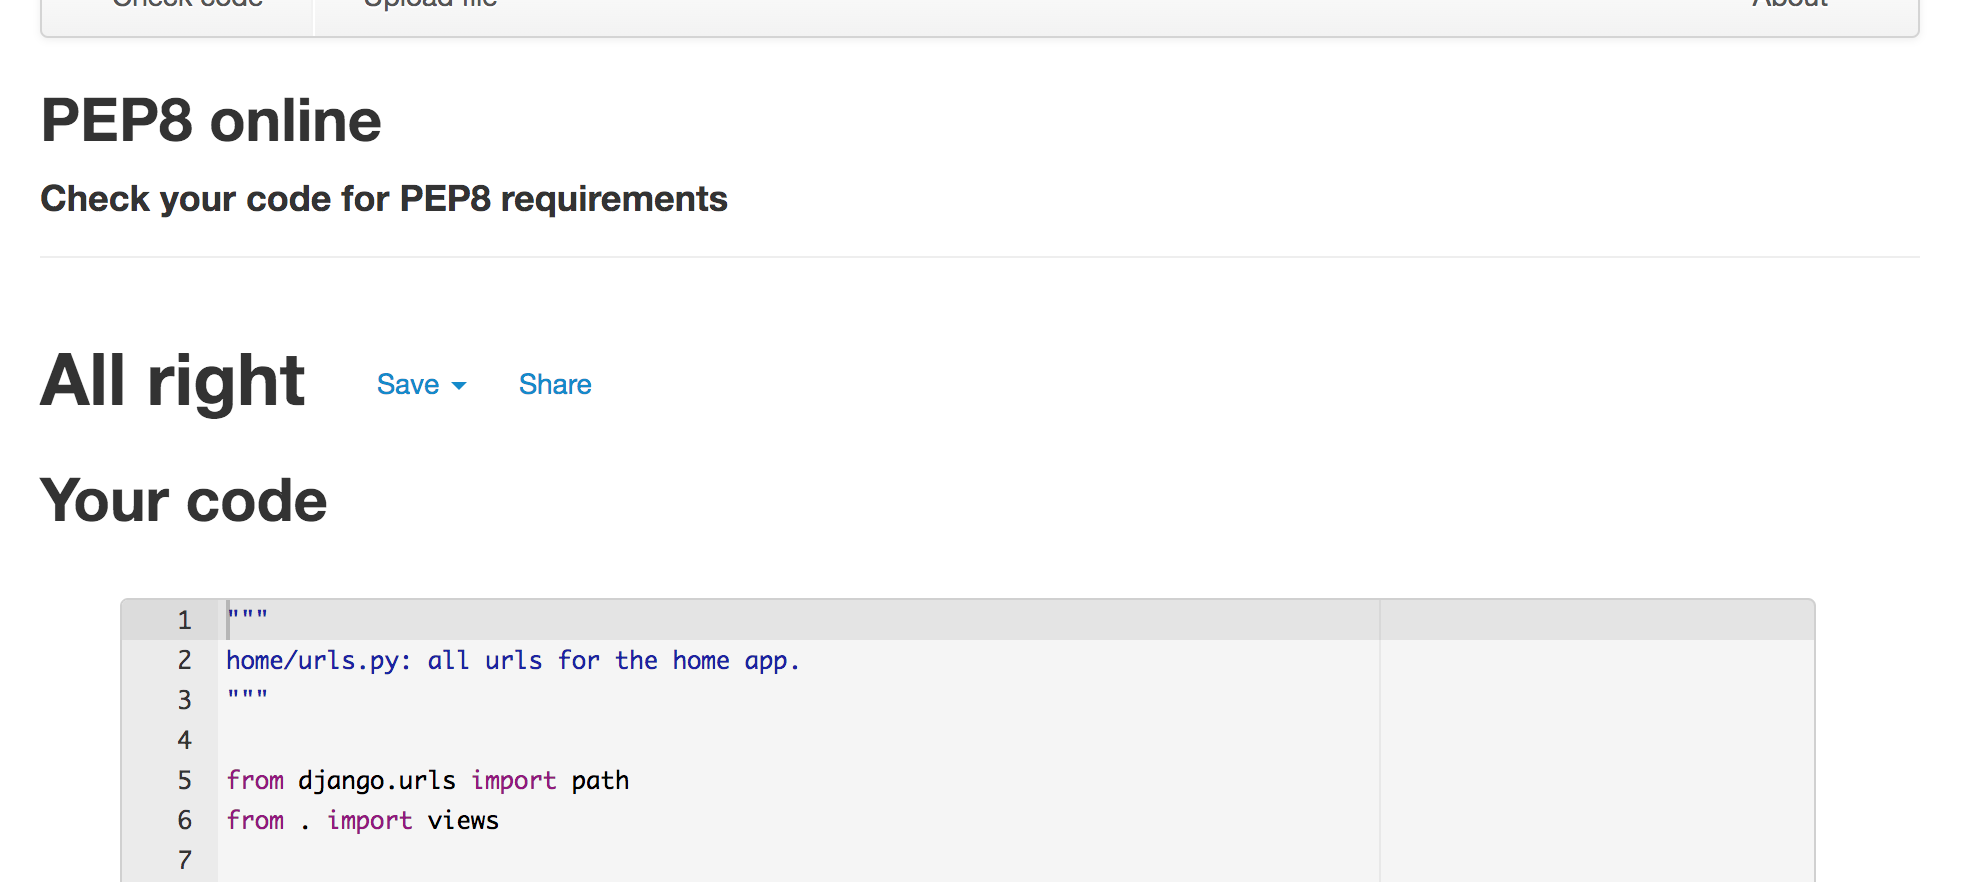 Check code Upload file About
PEP8 online
Check your code for PEP8 requirements
All right Save Share
Your code
1 """
2 home/urls.py: all urls for the home app.
3 """
4
5 from django.urls import path
6 from . import views
7